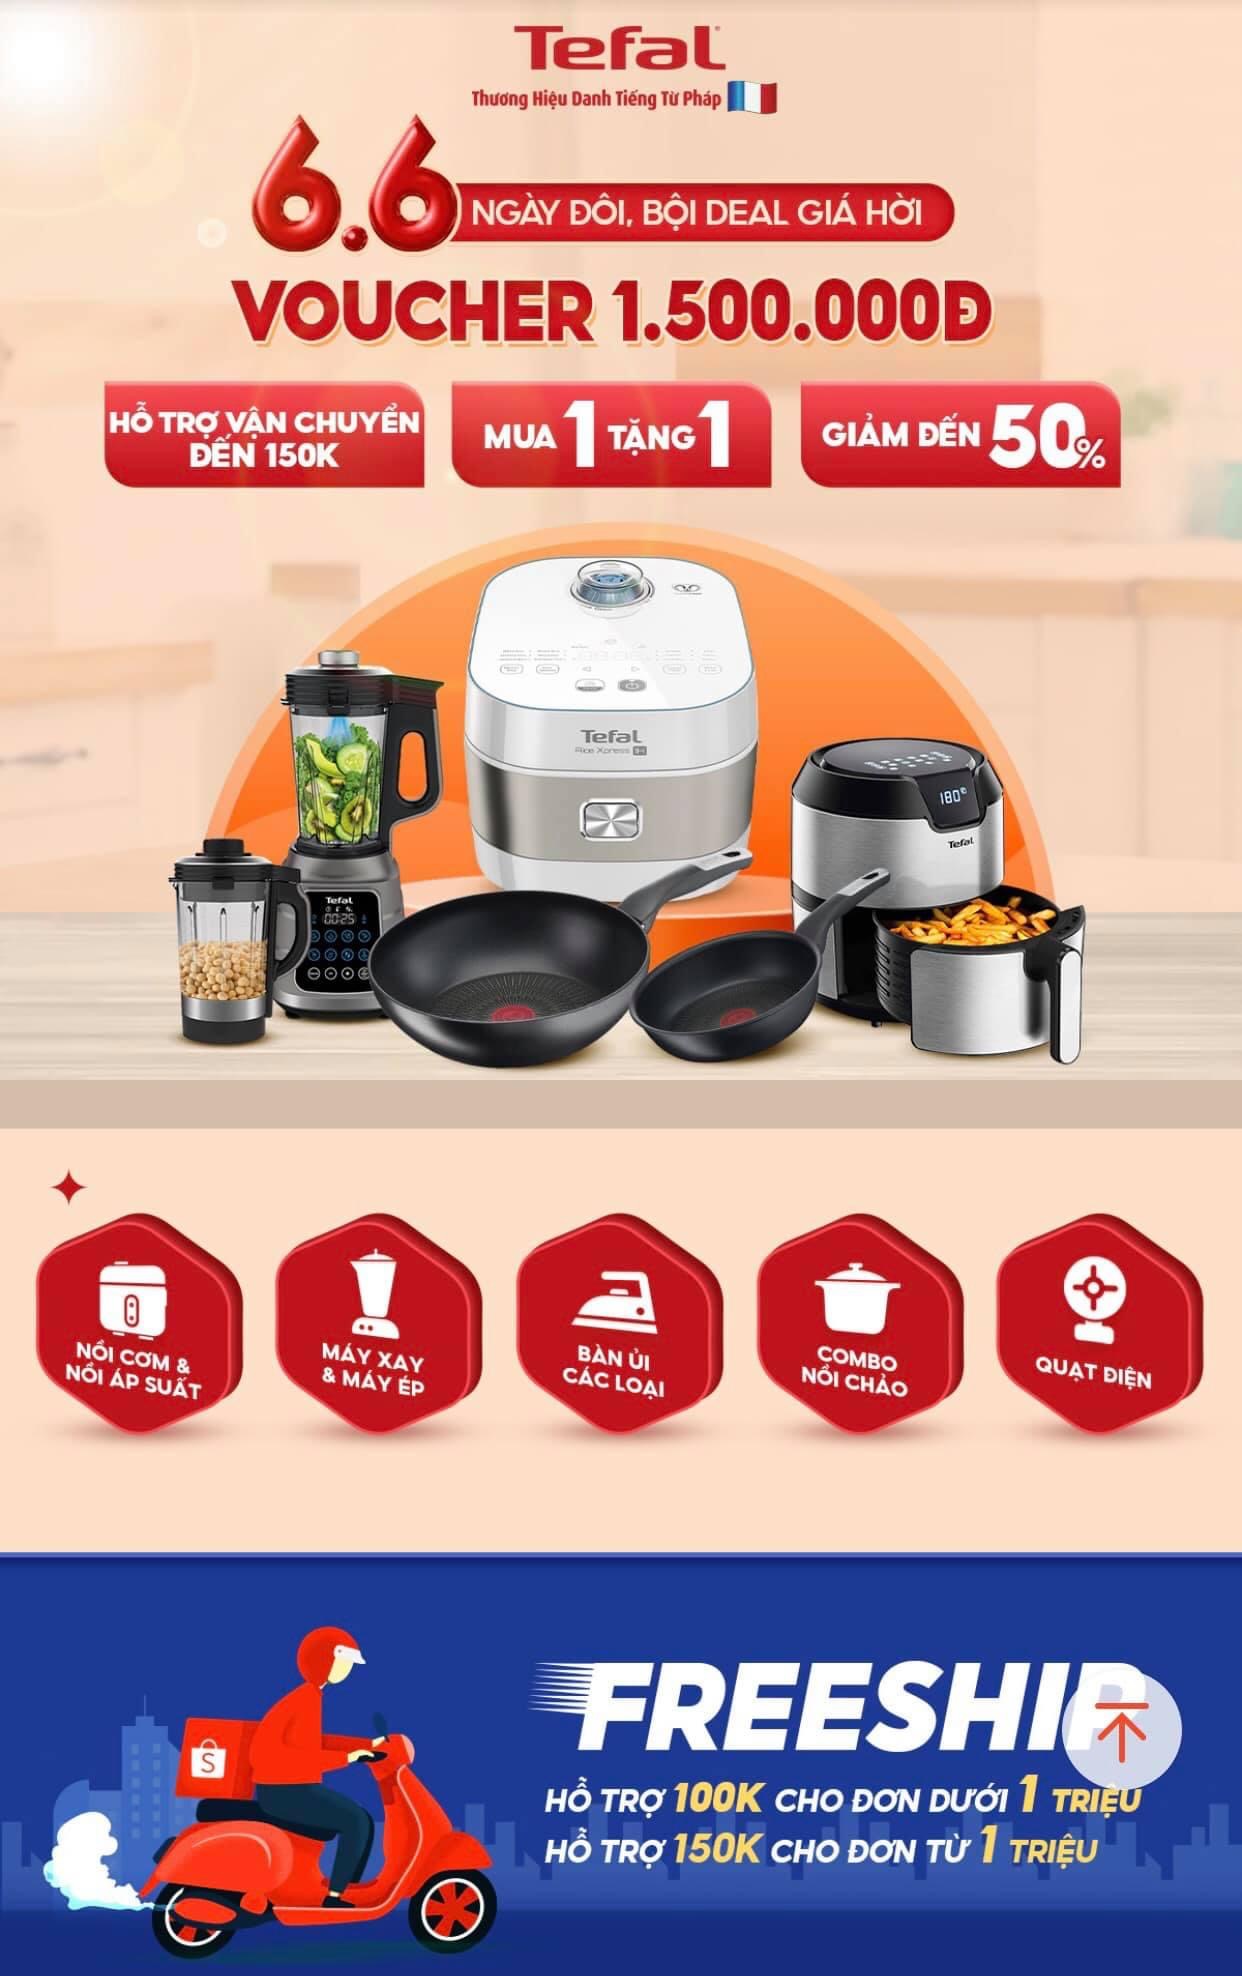 Tefal
Thương Hiệu Danh Tiếng Từ Pháp
6.6
NGÀY ĐÔI, BỘI DEAL GIÁ HỜI
VOUCHER 1.500.000Đ
HỖ TRỢ VẬN CHUYỂN
ĐẾN 150K
MUA 1 TẶNG 1
GIẢM ĐẾN 50%
Tefal
Rice Xpress
180°
Tefal
Tefal
00:25
NỒI CƠM &
NỒI ÁP SUẤT
MÁY XAY
& MÁY ÉP
BÀN ỦI
CÁC LOẠI
COMBO
NỒI CHẢO
QUẠT ĐIỆN
S
FREESHIP
HỖ TRỢ 100K CHO ĐƠN DƯỚI 1 TRIỆU
HỖ TRỢ 150K CHO ĐƠN TỪ 1 TRIỆU